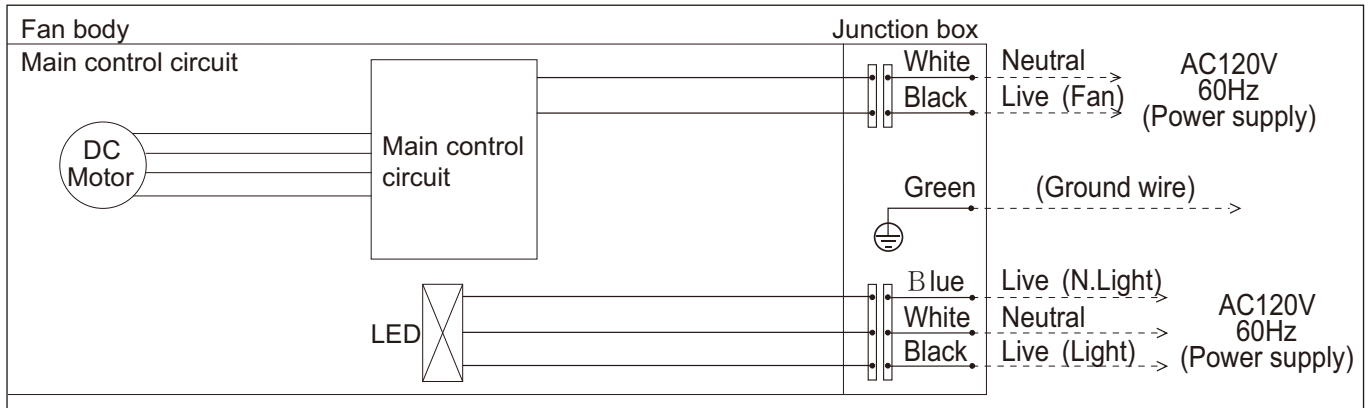 Fan body
Junction box
Main control circuit
White
Neutral
Black
Live (Fan)
AC120V
60Hz
(Power supply)
DC
Motor
Main control
circuit
Green
(Ground wire)
LED
Blue
Live (N.Light)
White
Neutral
Black
Live (Light)
AC120V
60Hz
(Power supply)